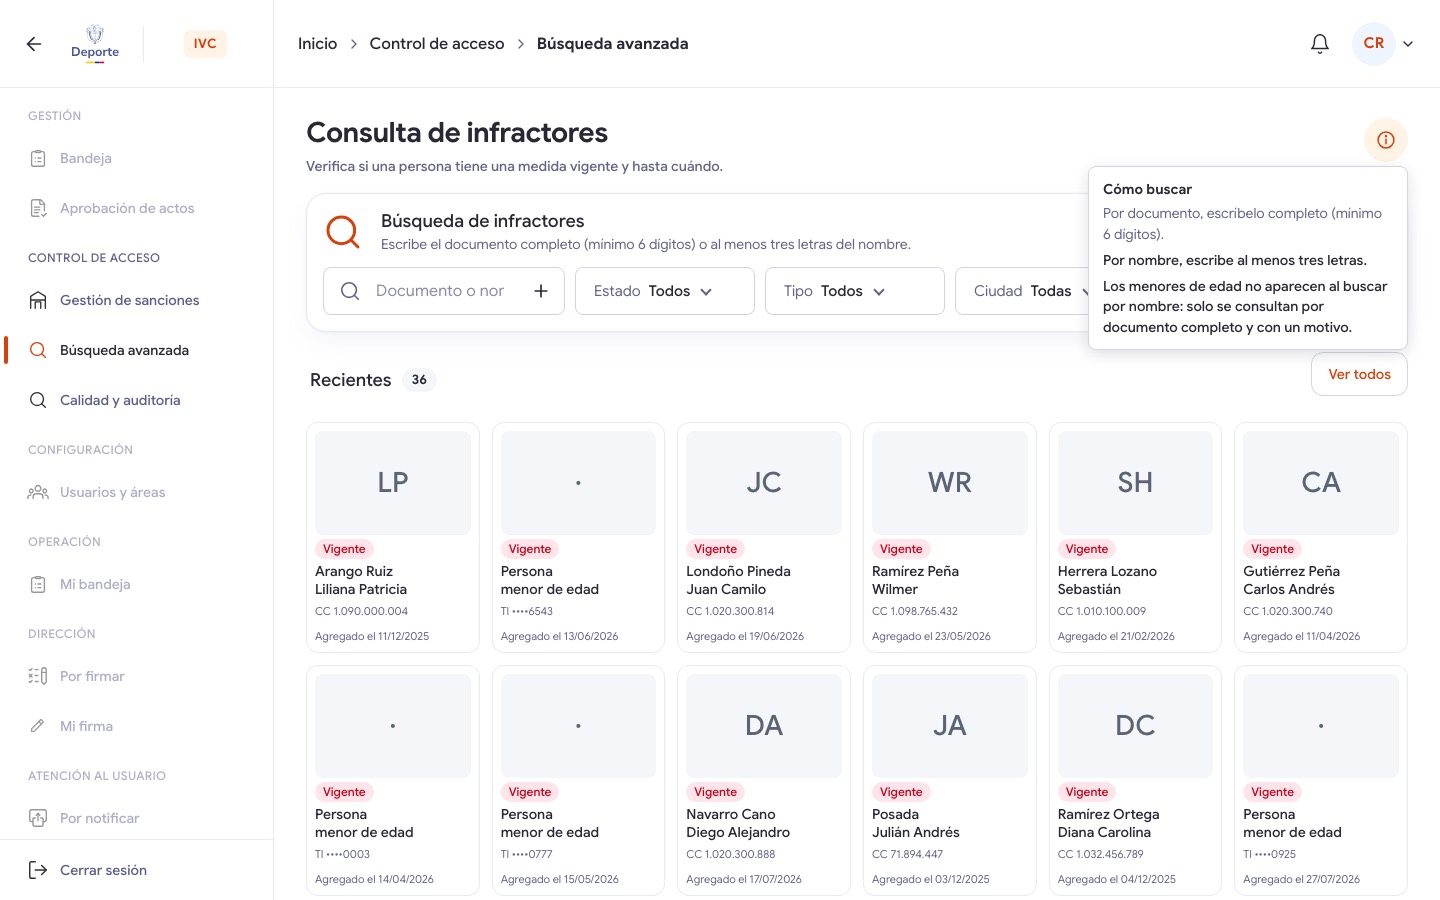 Deporte
IVC
Inicio > Control de acceso > Búsqueda avanzada
CR
GESTIÓN
Bandeja
Aprobación de actos
CONTROL DE ACCESO
Gestión de sanciones
Búsqueda avanzada
Calidad y auditoría
CONFIGURACIÓN
Usuarios y áreas
OPERACIÓN
Mi bandeja
DIRECCIÓN
Por firmar
Mi firma
ATENCIÓN AL USUARIO
Por notificar
Cerrar sesión
Consulta de infractores
Verifica si una persona tiene una medida vigente y hasta cuándo.
Cómo buscar
Por documento, escríbelo completo (mínimo
6 dígitos).
Por nombre, escribe al menos tres letras.
Los menores de edad no aparecen al buscar
por nombre: solo se consultan por
documento completo y con un motivo.
Búsqueda de infractores
Escribe el documento completo (mínimo 6 dígitos) o al menos tres letras del nombre.
Documento o nor
Estado Todos
Tipo Todos
Ciudad Todas
Recientes 36
Ver todos
LP
Vigente
Arango Ruiz
Liliana Patricia
CC 1.090.000.004
Agregado el 11/12/2025
·
Vigente
Persona
menor de edad
TI ••••6543
Agregado el 13/06/2026
JC
Vigente
Londoño Pineda
Juan Camilo
CC 1.020.300.814
Agregado el 19/06/2026
WR
Vigente
Ramírez Peña
Wilmer
CC 1.098.765.432
Agregado el 23/05/2026
SH
Vigente
Herrera Lozano
Sebastián
CC 1.010.100.009
Agregado el 21/02/2026
CA
Vigente
Gutiérrez Peña
Carlos Andrés
CC 1.020.300.740
Agregado el 11/04/2026
·
Vigente
Persona
menor de edad
TI ••••0003
Agregado el 14/04/2026
·
Vigente
Persona
menor de edad
TI ••••0777
Agregado el 15/05/2026
DA
Vigente
Navarro Cano
Diego Alejandro
CC 1.020.300.888
Agregado el 17/07/2026
JA
Vigente
Posada
Julián Andrés
CC 71.894.447
Agregado el 03/12/2025
DC
Vigente
Ramírez Ortega
Diana Carolina
CC 1.032.456.789
Agregado el 04/12/2025
·
Vigente
Persona
menor de edad
TI ••••0925
Agregado el 27/07/2026